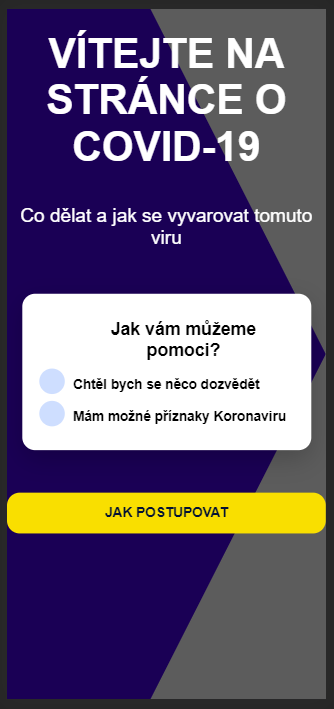 VÍTEJTE NA
STRÁNCE O
COVID-19
Co dělat a jak se vyvarovat tomuto
viru
Jak vám můžeme
pomoci?
Chtěl bych se něco dozvědět
Mám možné příznaky Koronaviru
JAK POSTUPOVAT